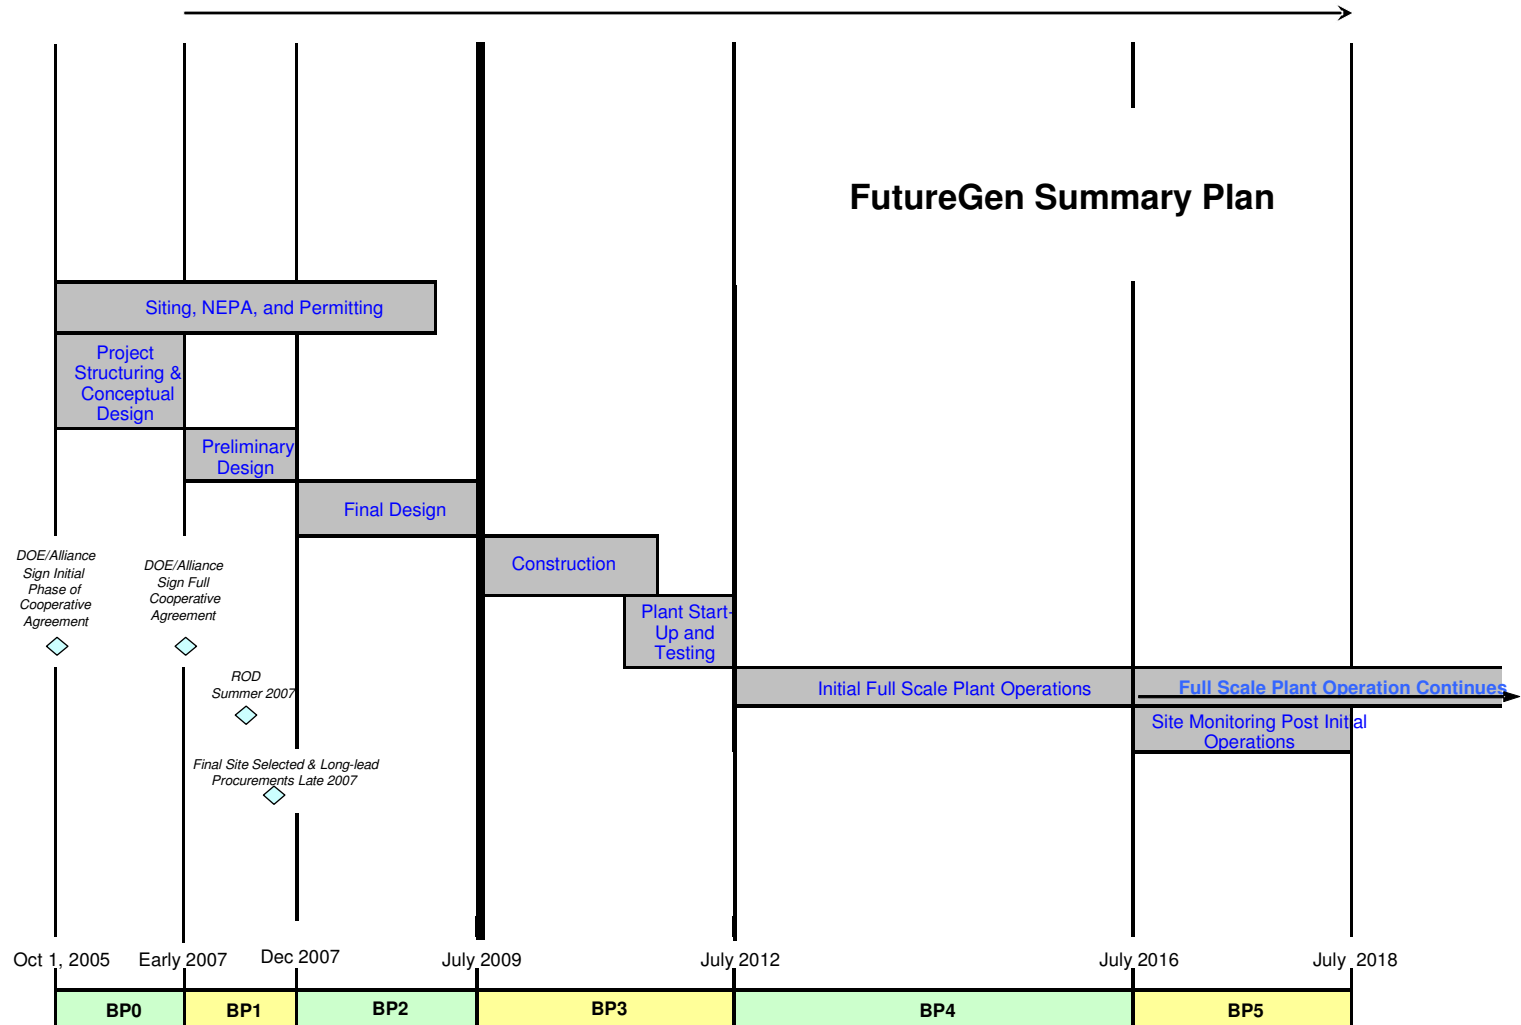 FutureGen Summary Plan
Siting, NEPA, and Permitting
Project
Structuring &
Conceptual
Design
Preliminary
Design
Final Design
Construction
Plant Start-
Up and
Testing
DOE/Alliance
Sign Initial
Phase of
Cooperative
Agreement
DOE/Alliance
Sign Full
Cooperative
Agreement
ROD
Summer 2007
Initial Full Scale Plant Operations
Full Scale Plant Operation Continues
Site Monitoring Post Initial
Operations
Final Site Selected & Long-lead
Procurements Late 2007
Oct 1, 2005
Early 2007
Dec 2007
July 2009
July 2012
July 2016
July 2018
BP0
BP1
BP2
BP3
BP4
BP5